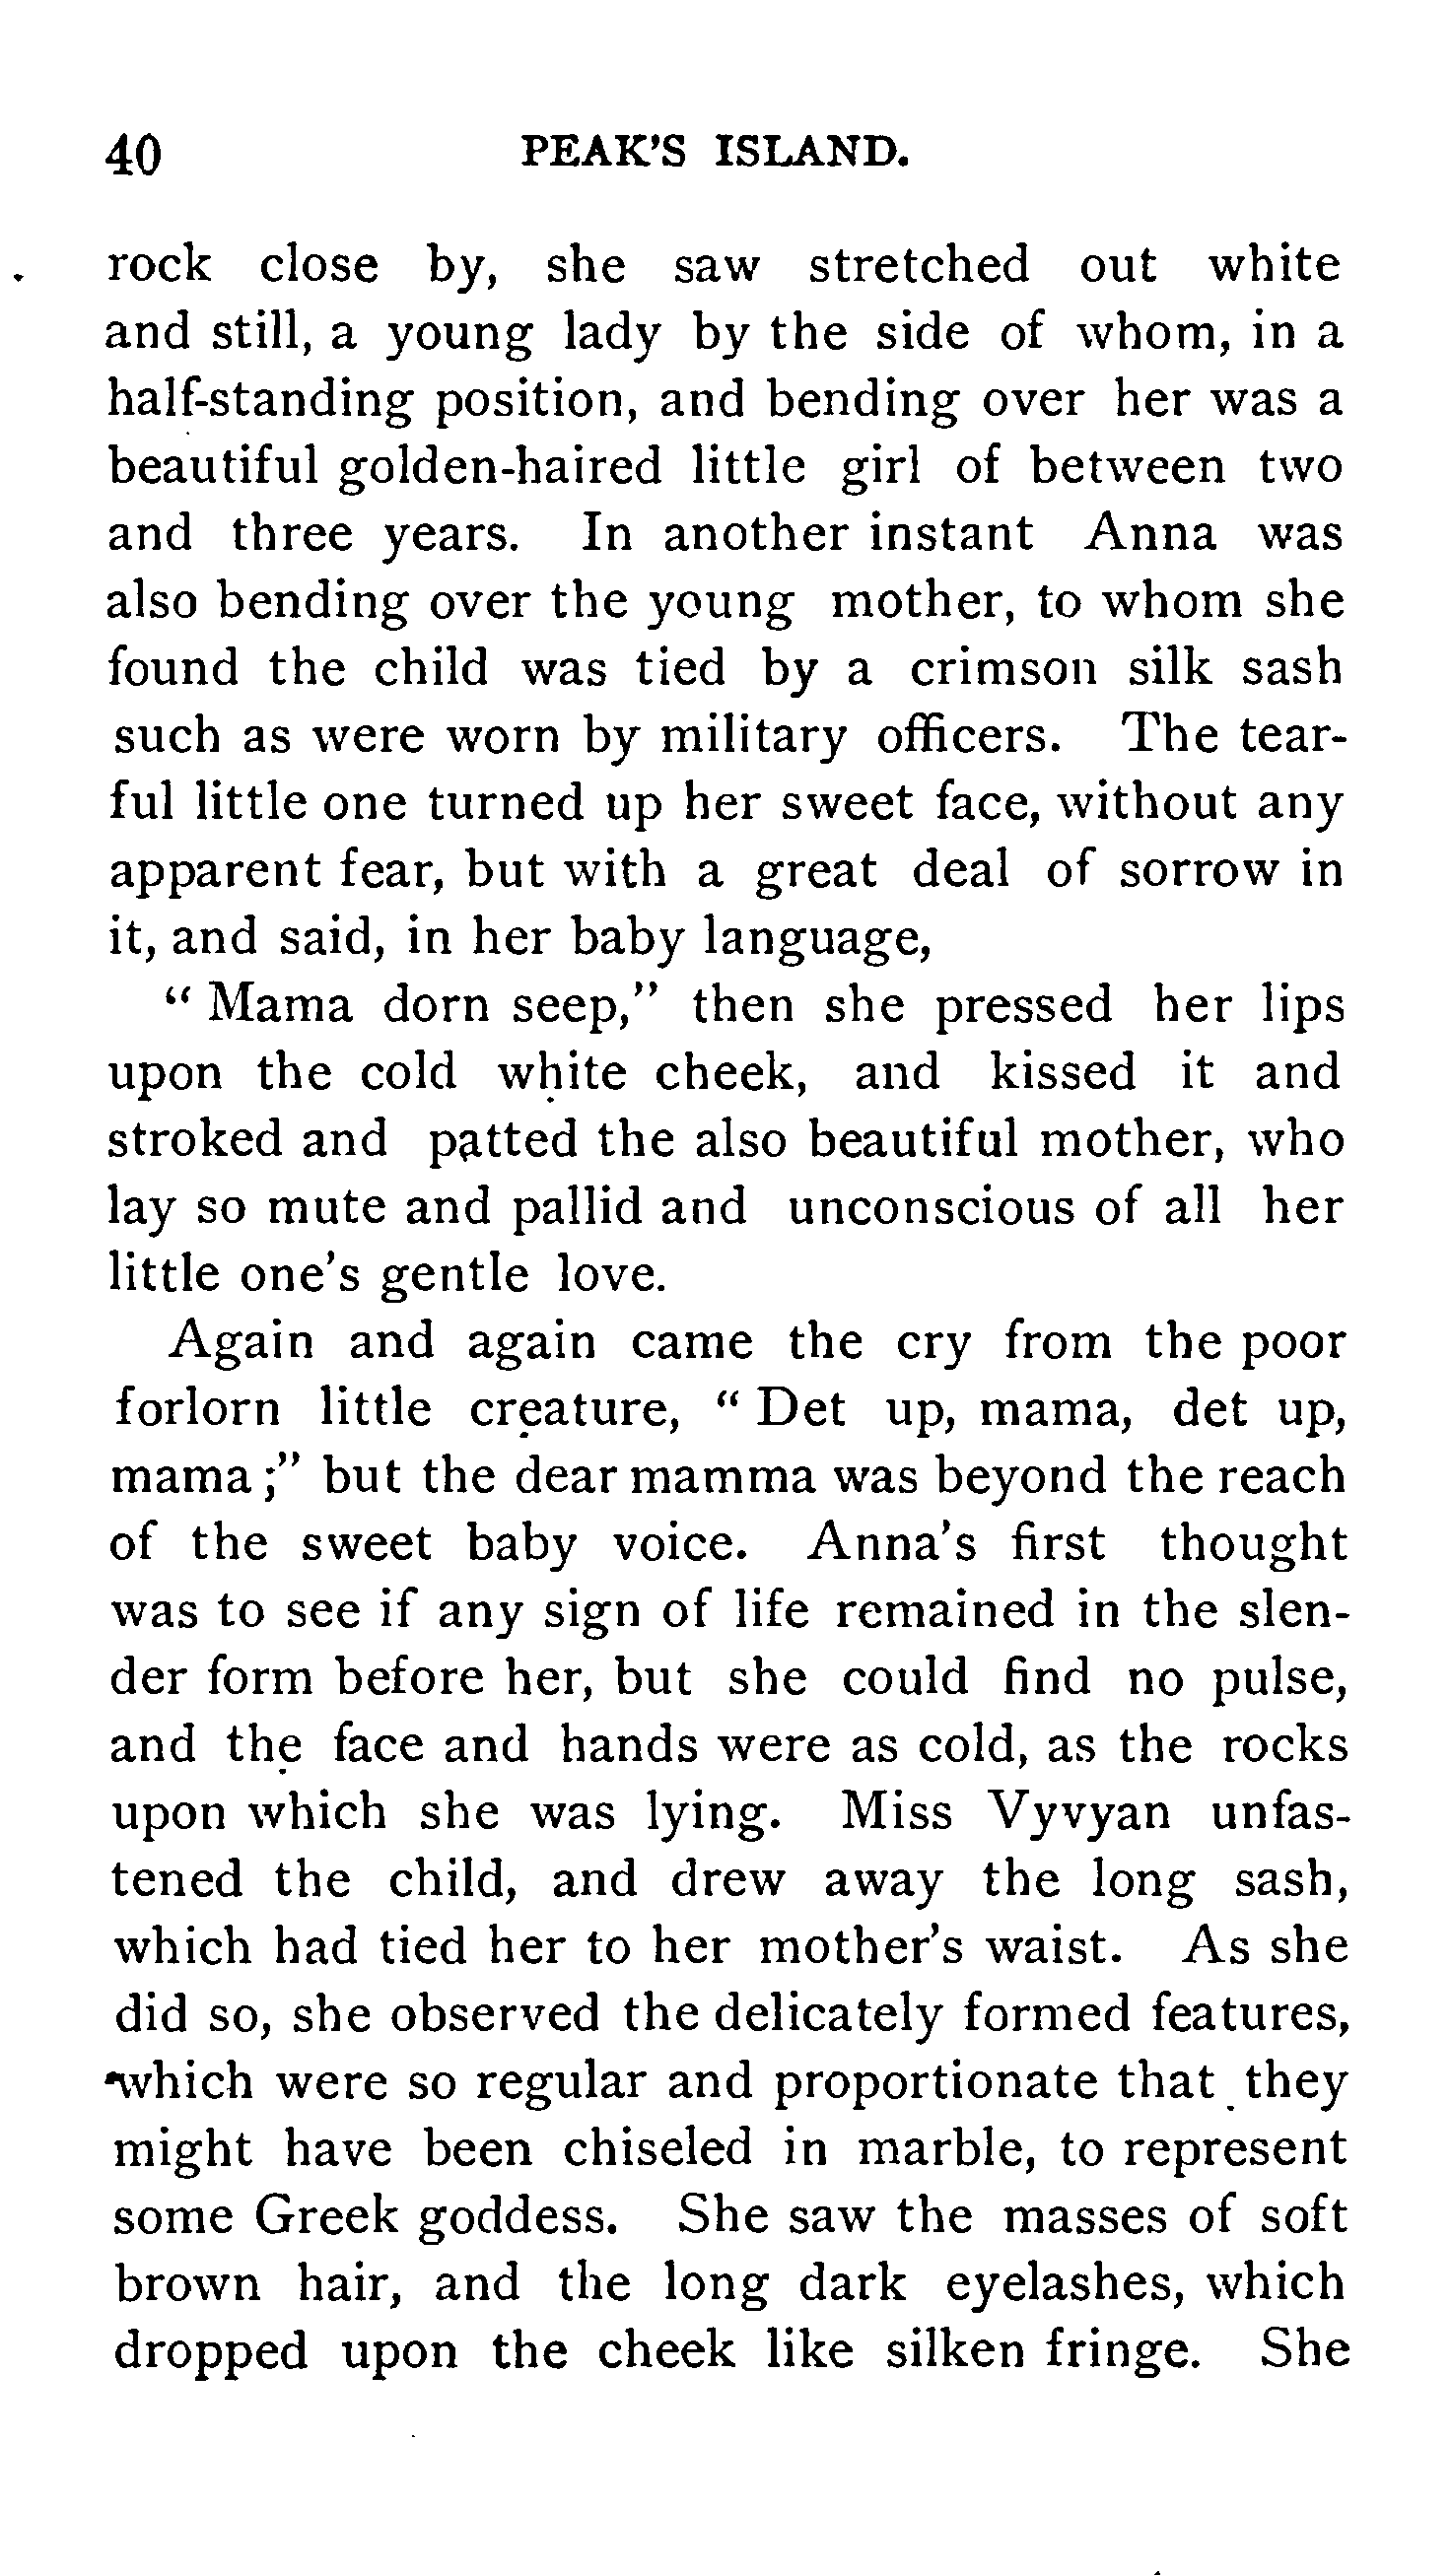 40 PEAK'S ISLAND.
rock close by, she saw stretched out white
and still, a young lady by the side of whom, in a
half-standing position, and bending over her was a
beautiful golden-haired little girl of between two
and three years. In another instant Anna was
also bending over the young mother, to whom she
found the child was tied by a crimson silk sash
such as were worn by military officers. The tear-
ful little one turned up her sweet face, without any
apparent fear, but with a great deal of sorrow in
it, and said, in her baby language,
" Mama dorn seep," then she pressed her lips
upon the cold white cheek, and kissed it and
stroked and patted the also beautiful mother, who
lay so mute and pallid and unconscious of all her
little one's gentle love.
Again and again came the cry from the poor
forlorn little creature, " Det up, mama, det up,
mama ;" but the dear mamma was beyond the reach
of the sweet baby voice. Anna's first thought
was to see if any sign of life remained in the slen-
der form before her, but she could find no pulse,
and the face and hands were as cold, as the rocks
upon which she was lying. Miss Vyvyan unfas-
tened the child, and drew away the long sash,
which had tied her to her mother's waist. As she
did so, she observed the delicately formed features,
which were so regular and proportionate that they
might have been chiseled in marble, to represent
some Greek goddess. She saw the masses of soft
brown hair, and the long dark eyelashes, which
dropped upon the cheek like silken fringe. She